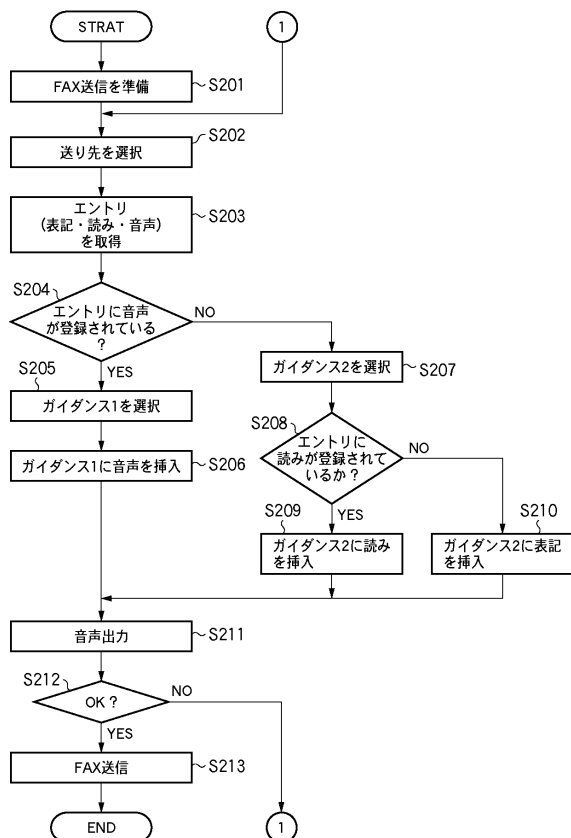 STRAT
1
FAX送信を準備
S201
S202
送り先を選択
エントリ
(表記・読み・音声)
を取得
S203
S204
エントリに音声
が登録されている
?
NO
YES
S205
ガイダンス1を選択
ガイダンス2を選択
S207
S208
エントリに
読みが登録されて
いるか?
NO
YES
ガイダンス1に音声を挿入
S206
S209
ガイダンス2に読み
を挿入
S210
ガイダンス2に表記
を挿入
音声出力
S211
S212
OK?
NO
YES
FAX送信
S213
END
1